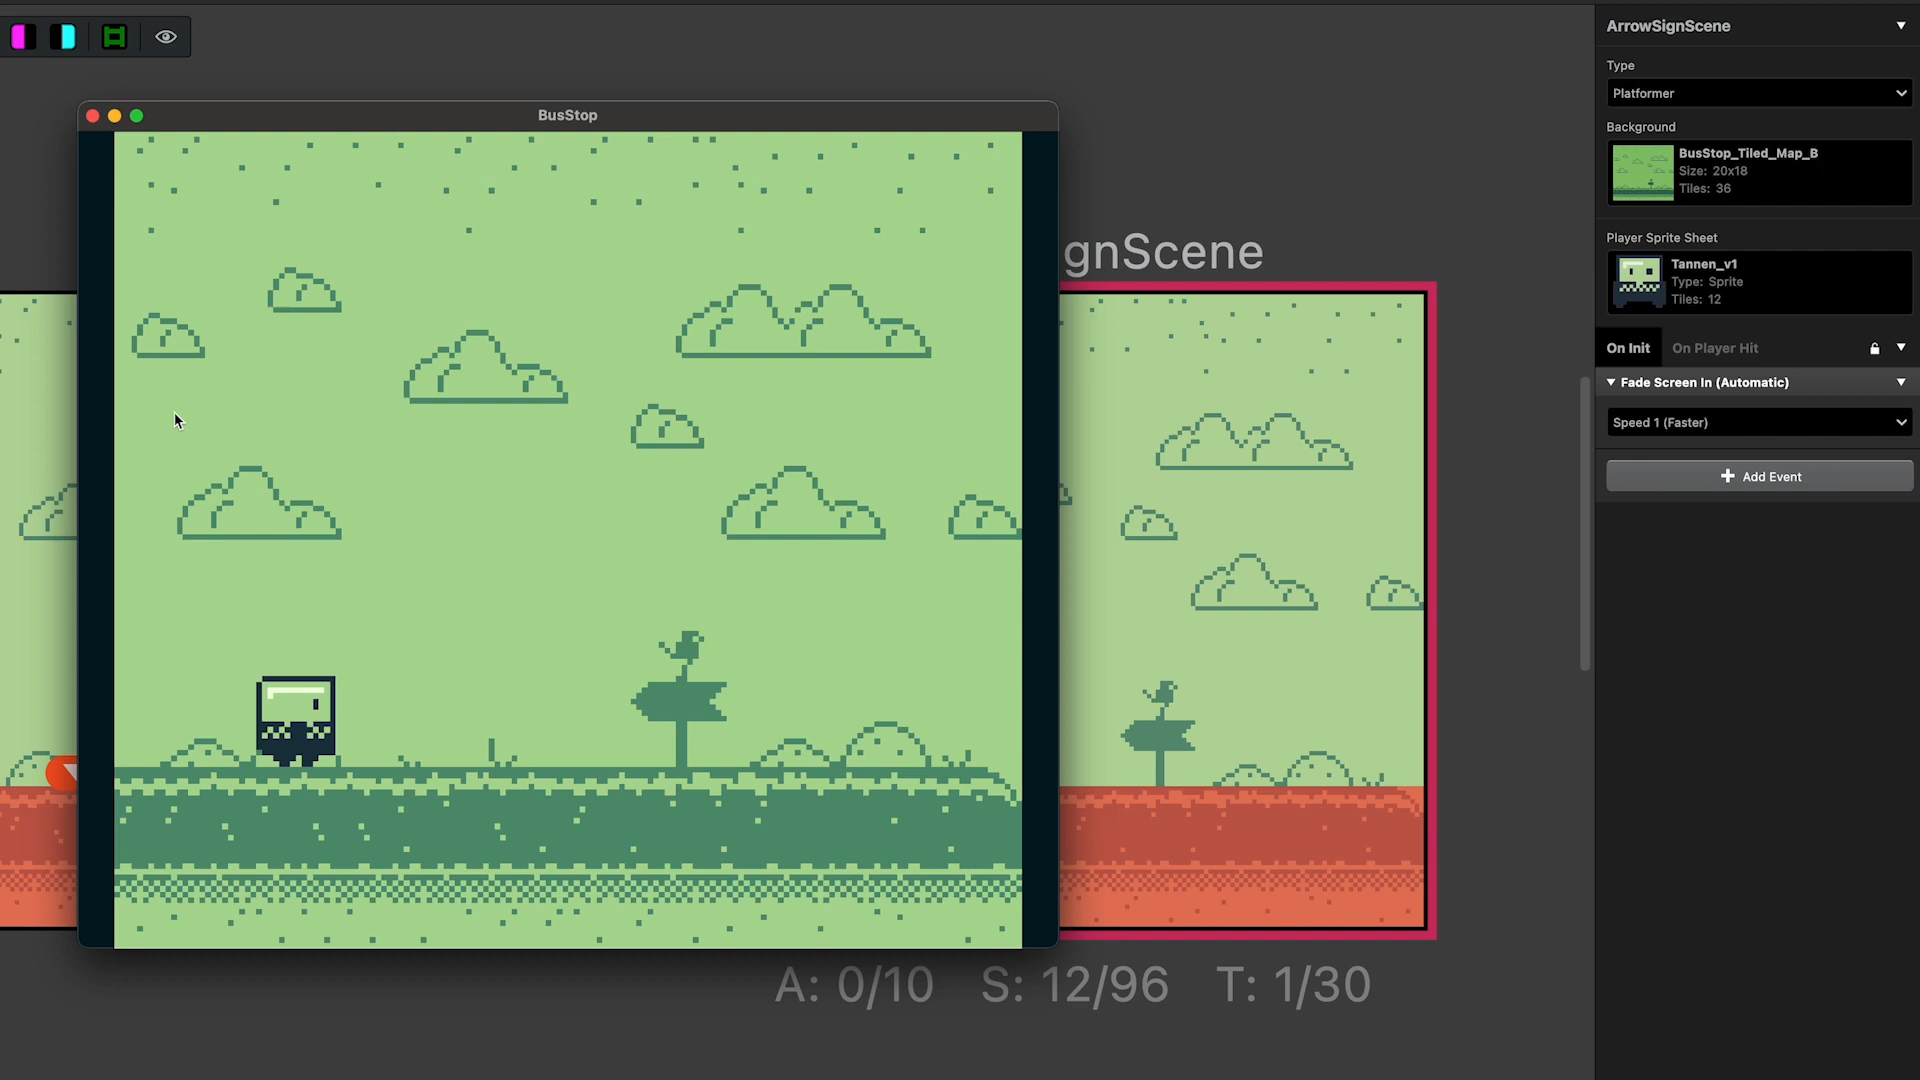 BusStop
gnScene
A: 0/10 S: 12/96 T: 1/30
ArrowSignScene
Type
Platformer
Background
BusStop_Tiled_Map_B
Size: 20x18
Tiles: 36
Player Sprite Sheet
Tannen_v1
Type: Sprite
Tiles: 12
On Init On Player Hit
Fade Screen In (Automatic)
Speed 1 (Faster)
Add Event